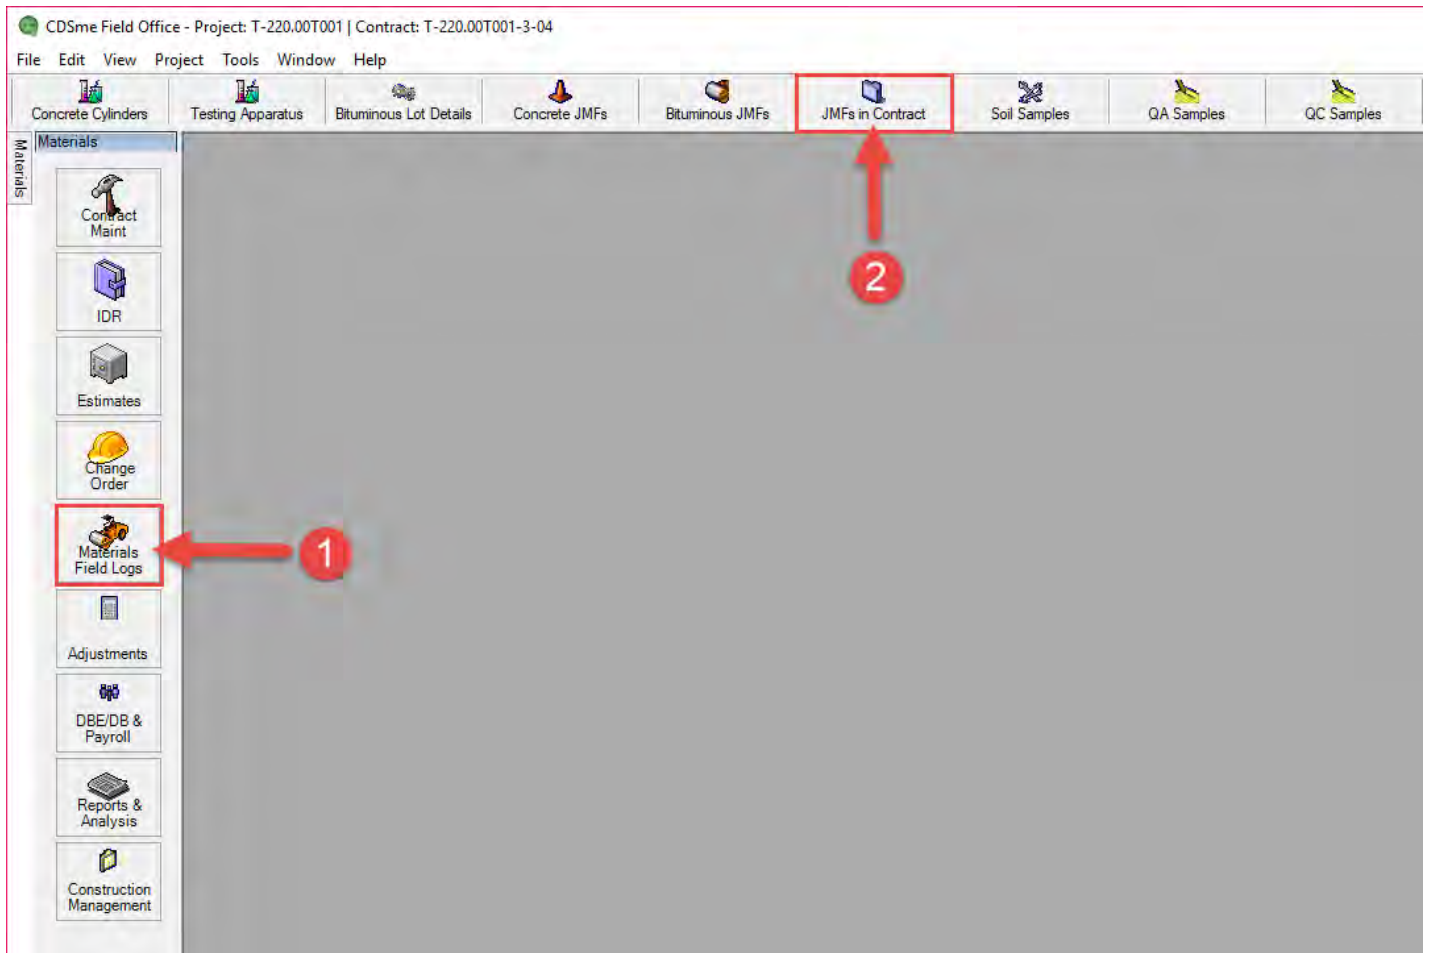 CDSme Field Office - Project: T-220.00T001 | Contract: T-220.00T001-3-04
File Edit View Project Tools Window Help
Concrete Cylinders Testing Apparatus Bituminous Lot Details Concrete JMFs Bituminous JMFs JMFs in Contract Soil Samples QA Samples QC Samples
Materials
Materials
Contract
Maint
IDR
Estimates
Change
Order
Materials
Field Logs
Adjustments
DBE/DB &
Payroll
Reports &
Analysis
Construction
Management
1
2